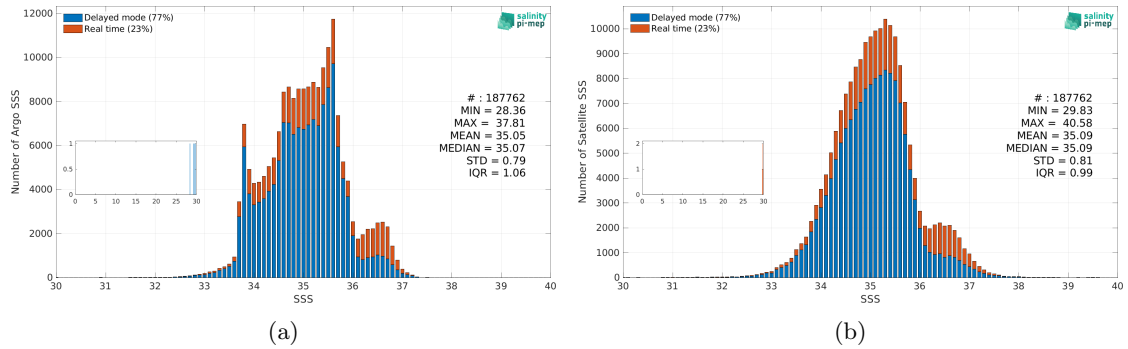 Delayed mode (77%)
Real time (23%)
salinity
pi-mep
12000
10000
8000
6000
4000
2000
0
Number of Argo SSS
# : 187762
MIN = 28.36
MAX = 37.81
MEAN = 35.05
MEDIAN = 35.07
STD = 0.79
IQR = 1.06
1
0.5
0
0 5 10 15 20 25 30
30 31 32 33 34 35 36 37 38 39 40
SSS
(a)
Delayed mode (77%)
Real time (23%)
salinity
pi-mep
10000
9000
8000
7000
6000
5000
4000
3000
2000
1000
0
Number of Satellite SSS
# : 187762
MIN = 29.83
MAX = 40.58
MEAN = 35.09
MEDIAN = 35.09
STD = 0.81
IQR = 0.99
2
1
0
0 5 10 15 20 25 30
30 31 32 33 34 35 36 37 38 39 40
SSS
(b)